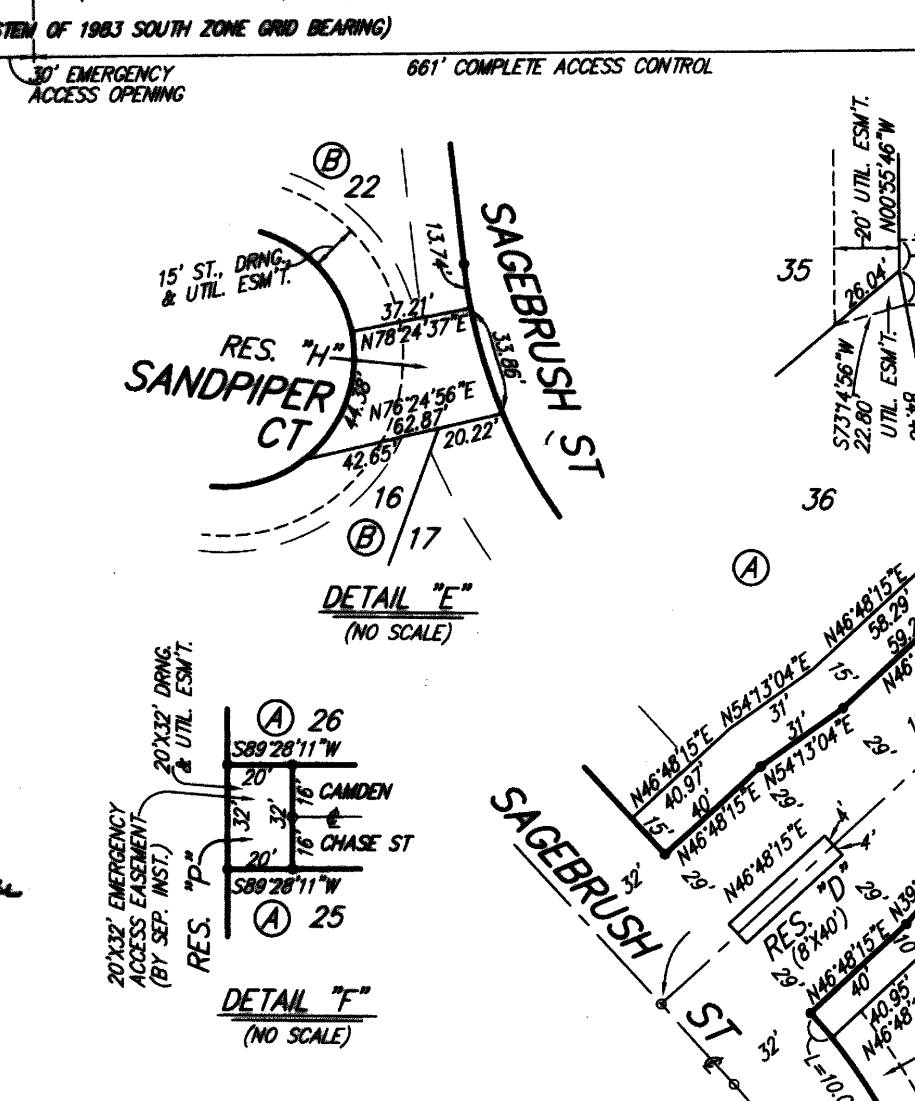 STEM OF 1983 SOUTH ZONE GRID BEARING)
30' EMERGENCY
ACCESS OPENING
661' COMPLETE ACCESS CONTROL
B
22
15' ST., DRNG.,
& UTIL. ESM'T.
13.74'
SAGEBRUSH ST
37.21'
N78°24'37"E
33.86'
RES. "H"
SANDPIPER
CT
44.38'
N76°24'56"E
62.87'
42.65'
20.22'
16
B
17
DETAIL "E"
(NO SCALE)
20' UTIL. ESM'T.
N00°55'46"W
35
26.04'
S73°14'56"W
22.80'
UTIL. ESM'T.
36
A
N46°48'15"E
58.29'
N54°13'04"E
31'
15'
N46°48'15"E
40.97'
15'
40'
N46°48'15"E
31'
N54°13'04"E
29'
29'
29'
SAGEBRUSH
ST
32'
N46°48'15"E
4'
4'
RES. "D"
(8'X40')
29'
29'
N46°48'15"E
40'
40.95'
N46°48'
32'
20'X32' DRNG.
& UTIL. ESM'T.
A
26
S89°28'11"W
20'
16'
CAMDEN
32'
32'
16'
CHASE ST
20'
S89°28'11"W
A
25
20'X32' EMERGENCY
ACCESS EASEMENT
(BY SEP. INST.)
RES. "P"
DETAIL "F"
(NO SCALE)